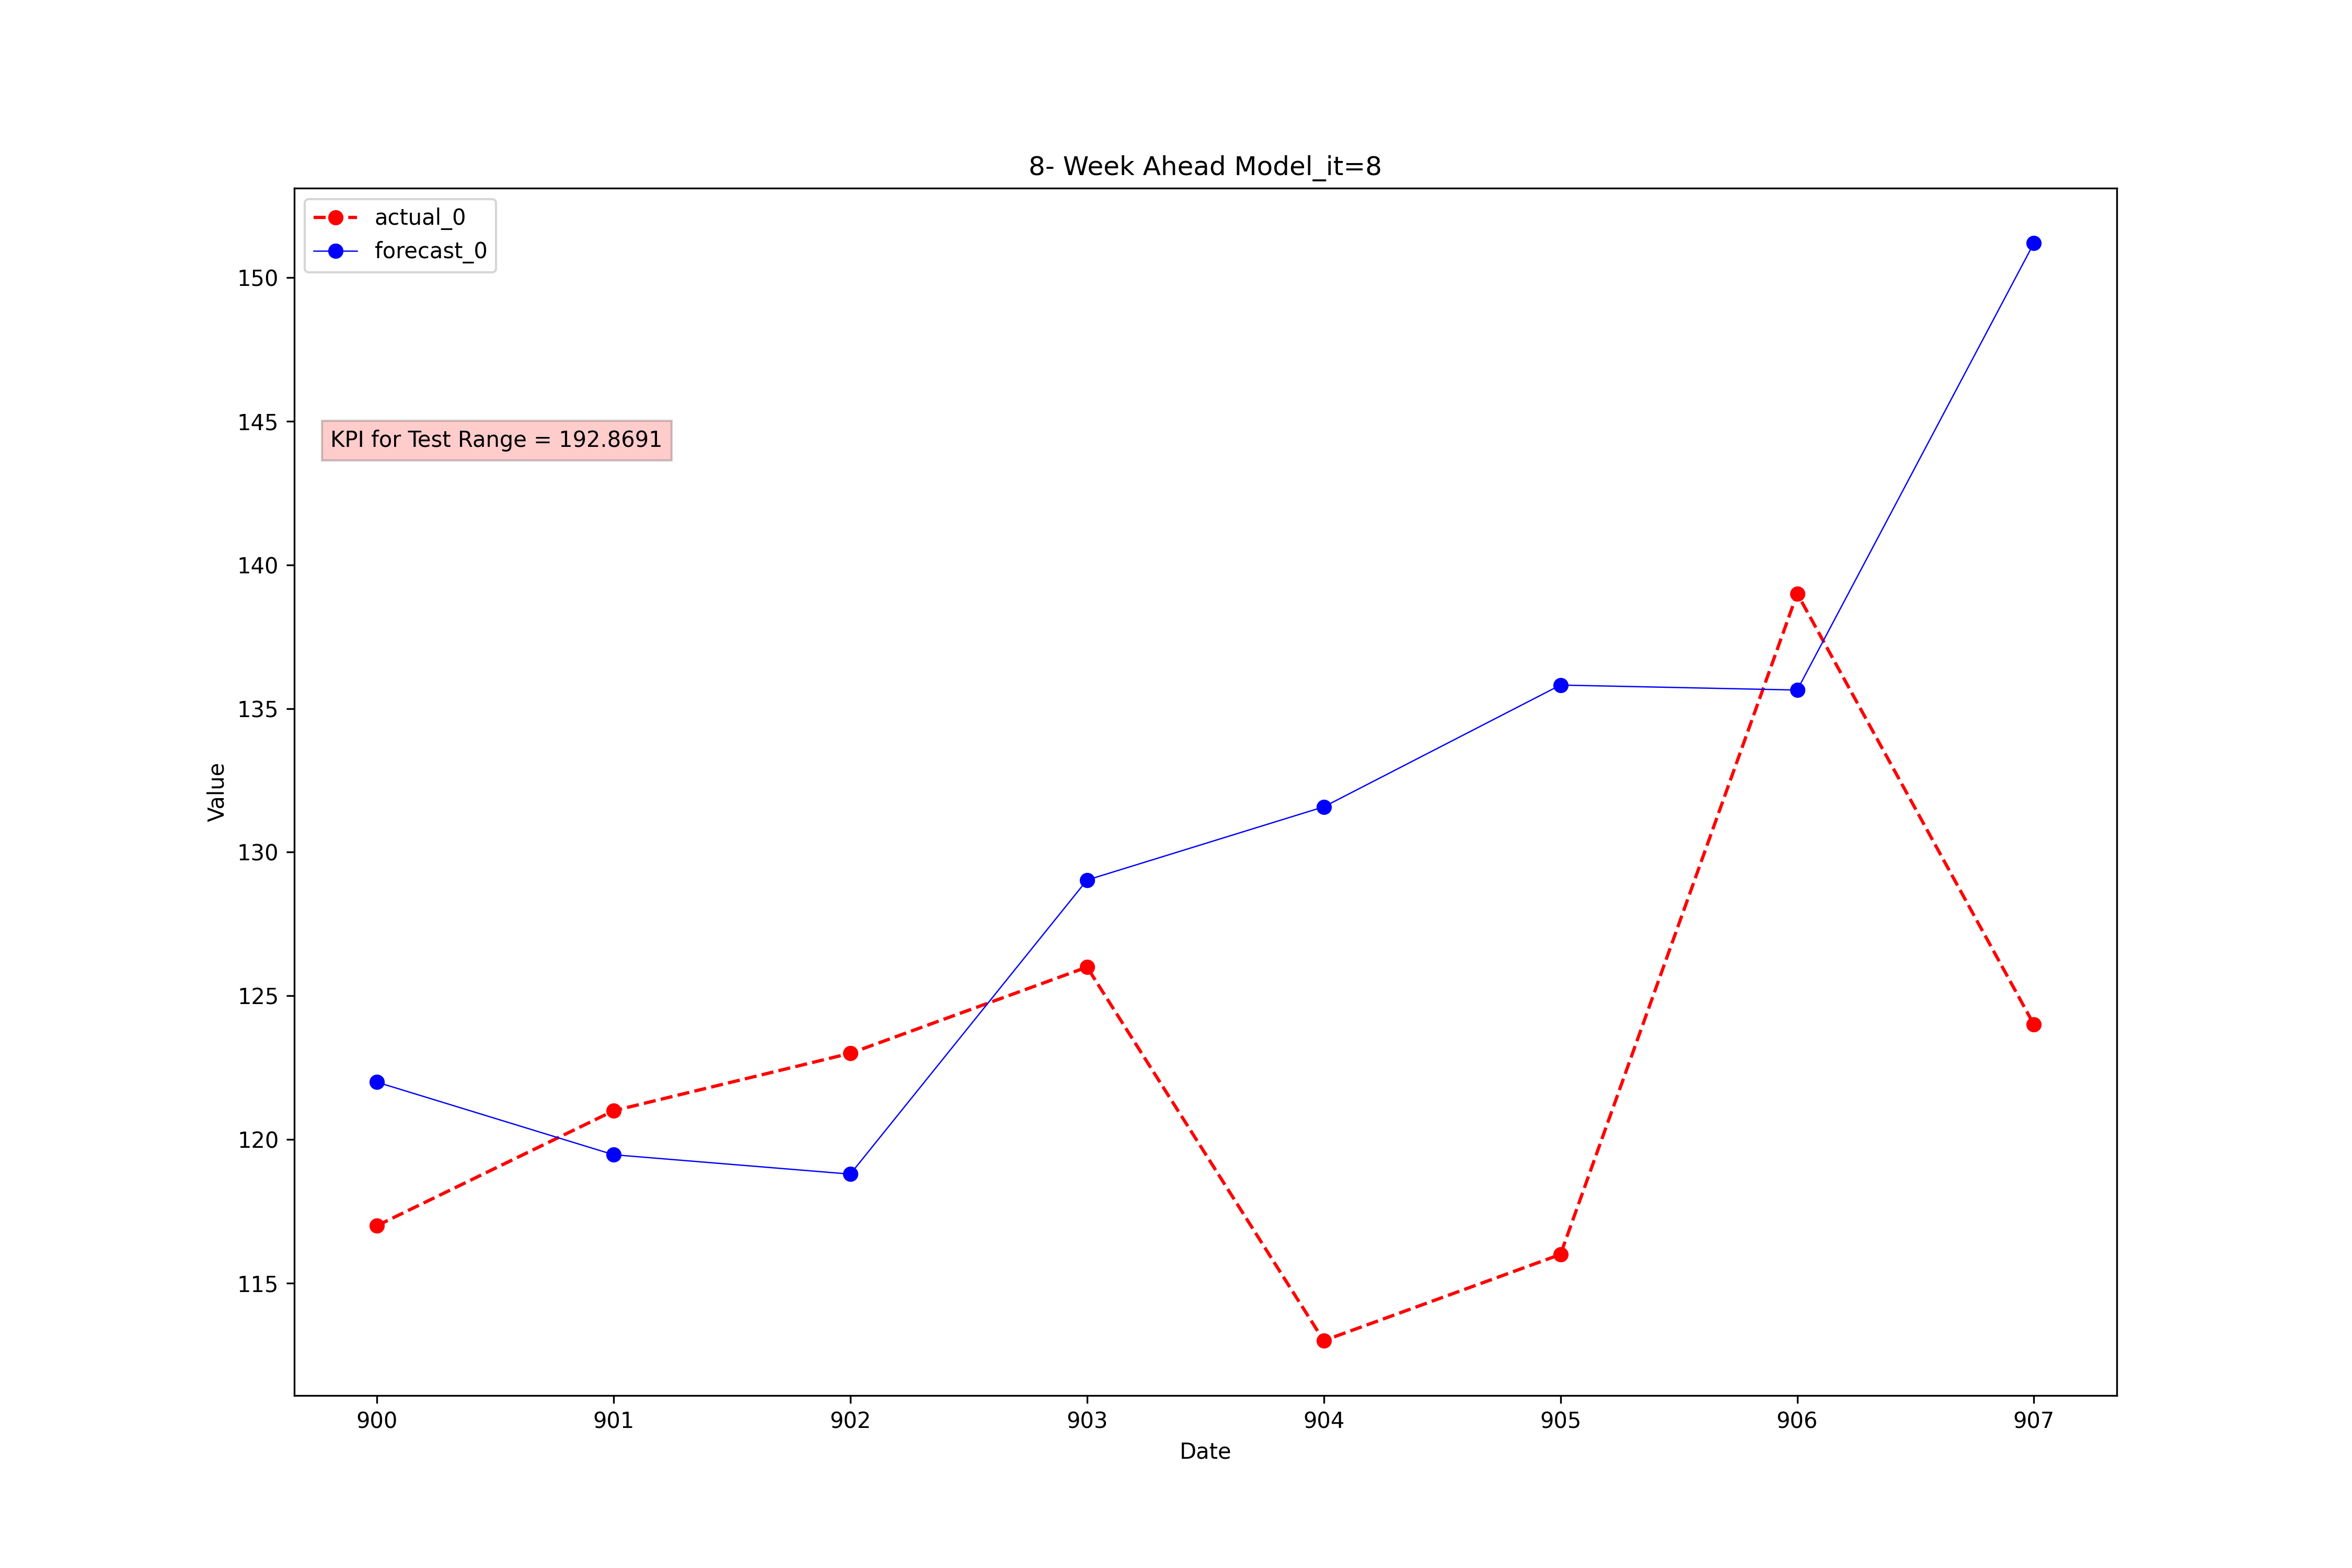 8- Week Ahead Model_it=8
actual_0
forecast_0
KPI for Test Range = 192.8691
150
145
140
135
130
125
120
115
Value
900 901 902 903 904 905 906 907
Date